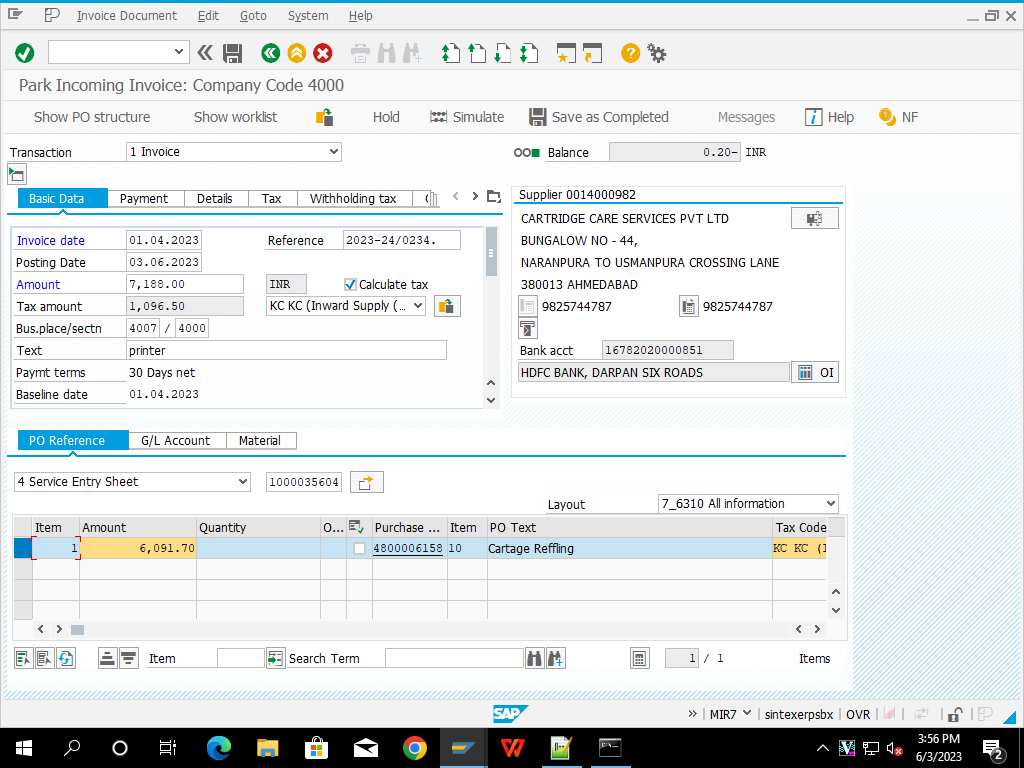 Invoice Document Edit Goto System Help
Park Incoming Invoice: Company Code 4000
Show PO structure Show worklist Hold Simulate Save as Completed Messages Help NF
Transaction 1 Invoice Balance 0.20- INR
Basic Data Payment Details Tax Withholding tax
Supplier 0014000982
Invoice date 01.04.2023 Reference 2023-24/0234.
Posting Date 03.06.2023
Amount 7,188.00 INR Calculate tax
Tax amount 1,096.50 KC KC (Inward Supply (...
Bus.place/sectn 4007 / 4000
Text printer
Paymt terms 30 Days net
Baseline date 01.04.2023
CARTRIDGE CARE SERVICES PVT LTD
BUNGALOW NO - 44,
NARANPURA TO USMANPURA CROSSING LANE
380013 AHMEDABAD
9825744787 9825744787
Bank acct 16782020000851
HDFC BANK, DARPAN SIX ROADS OI
PO Reference G/L Account Material
4 Service Entry Sheet 1000035604
Layout 7_6310 All information
Item Amount Quantity O... Purchase ... Item PO Text Tax Code
1 6,091.70 4800006158 10 Cartage Reffling KC KC (I
Item Search Term 1 / 1 Items
SAP MIR7 sintexerpsbx OVR
3:56 PM
6/3/2023
2